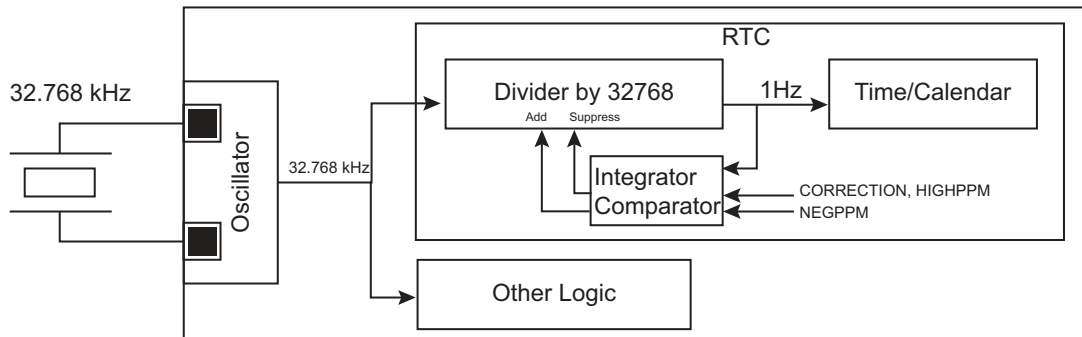 RTC
32.768 kHz
Oscillator
32.768 kHz
Divider by 32768
Add Suppress
1Hz
Time/Calendar
Integrator
Comparator
CORRECTION, HIGHPPM
NEGPPM
Other Logic